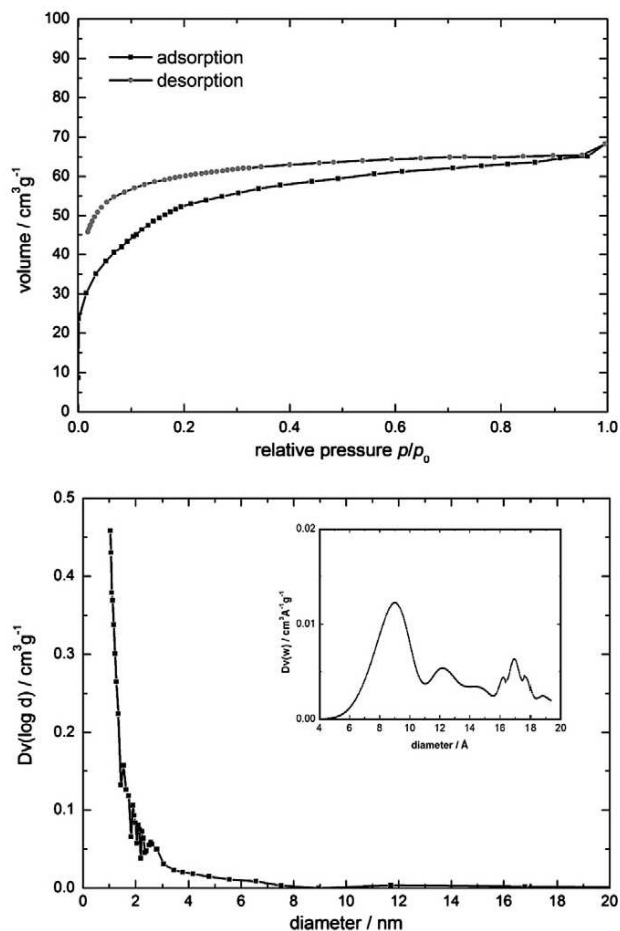 100
90
80
70
60
50
40
30
20
10
0
volume / cm³g⁻¹
adsorption
desorption
0.0 0.2 0.4 0.6 0.8 1.0
relative pressure p/p₀
0.5
0.4
0.3
0.2
0.1
0.0
Dv(log d) / cm³g⁻¹
0.02
0.01
0.00
Dv(w) / cm³A⁻¹g⁻¹
4 6 8 10 12 14 16 18 20
diameter / Å
0 2 4 6 8 10 12 14 16 18 20
diameter / nm